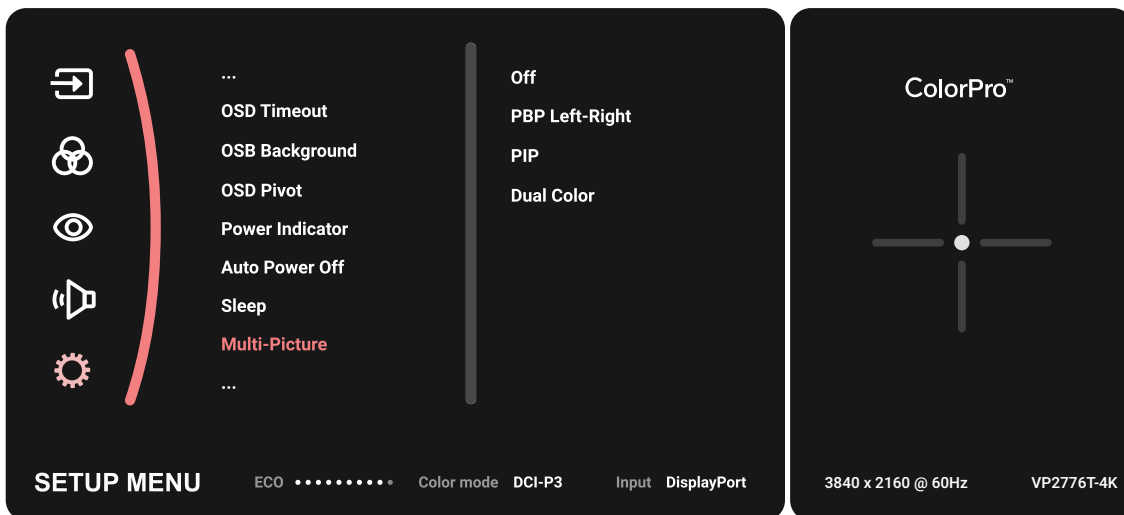 ...
OSD Timeout
OSB Background
OSD Pivot
Power Indicator
Auto Power Off
Sleep
Multi-Picture
...
Off
PBP Left-Right
PIP
Dual Color
SETUP MENU
ECO
Color mode DCI-P3
Input DisplayPort
ColorPro™
3840 x 2160 @ 60Hz
VP2776T-4K